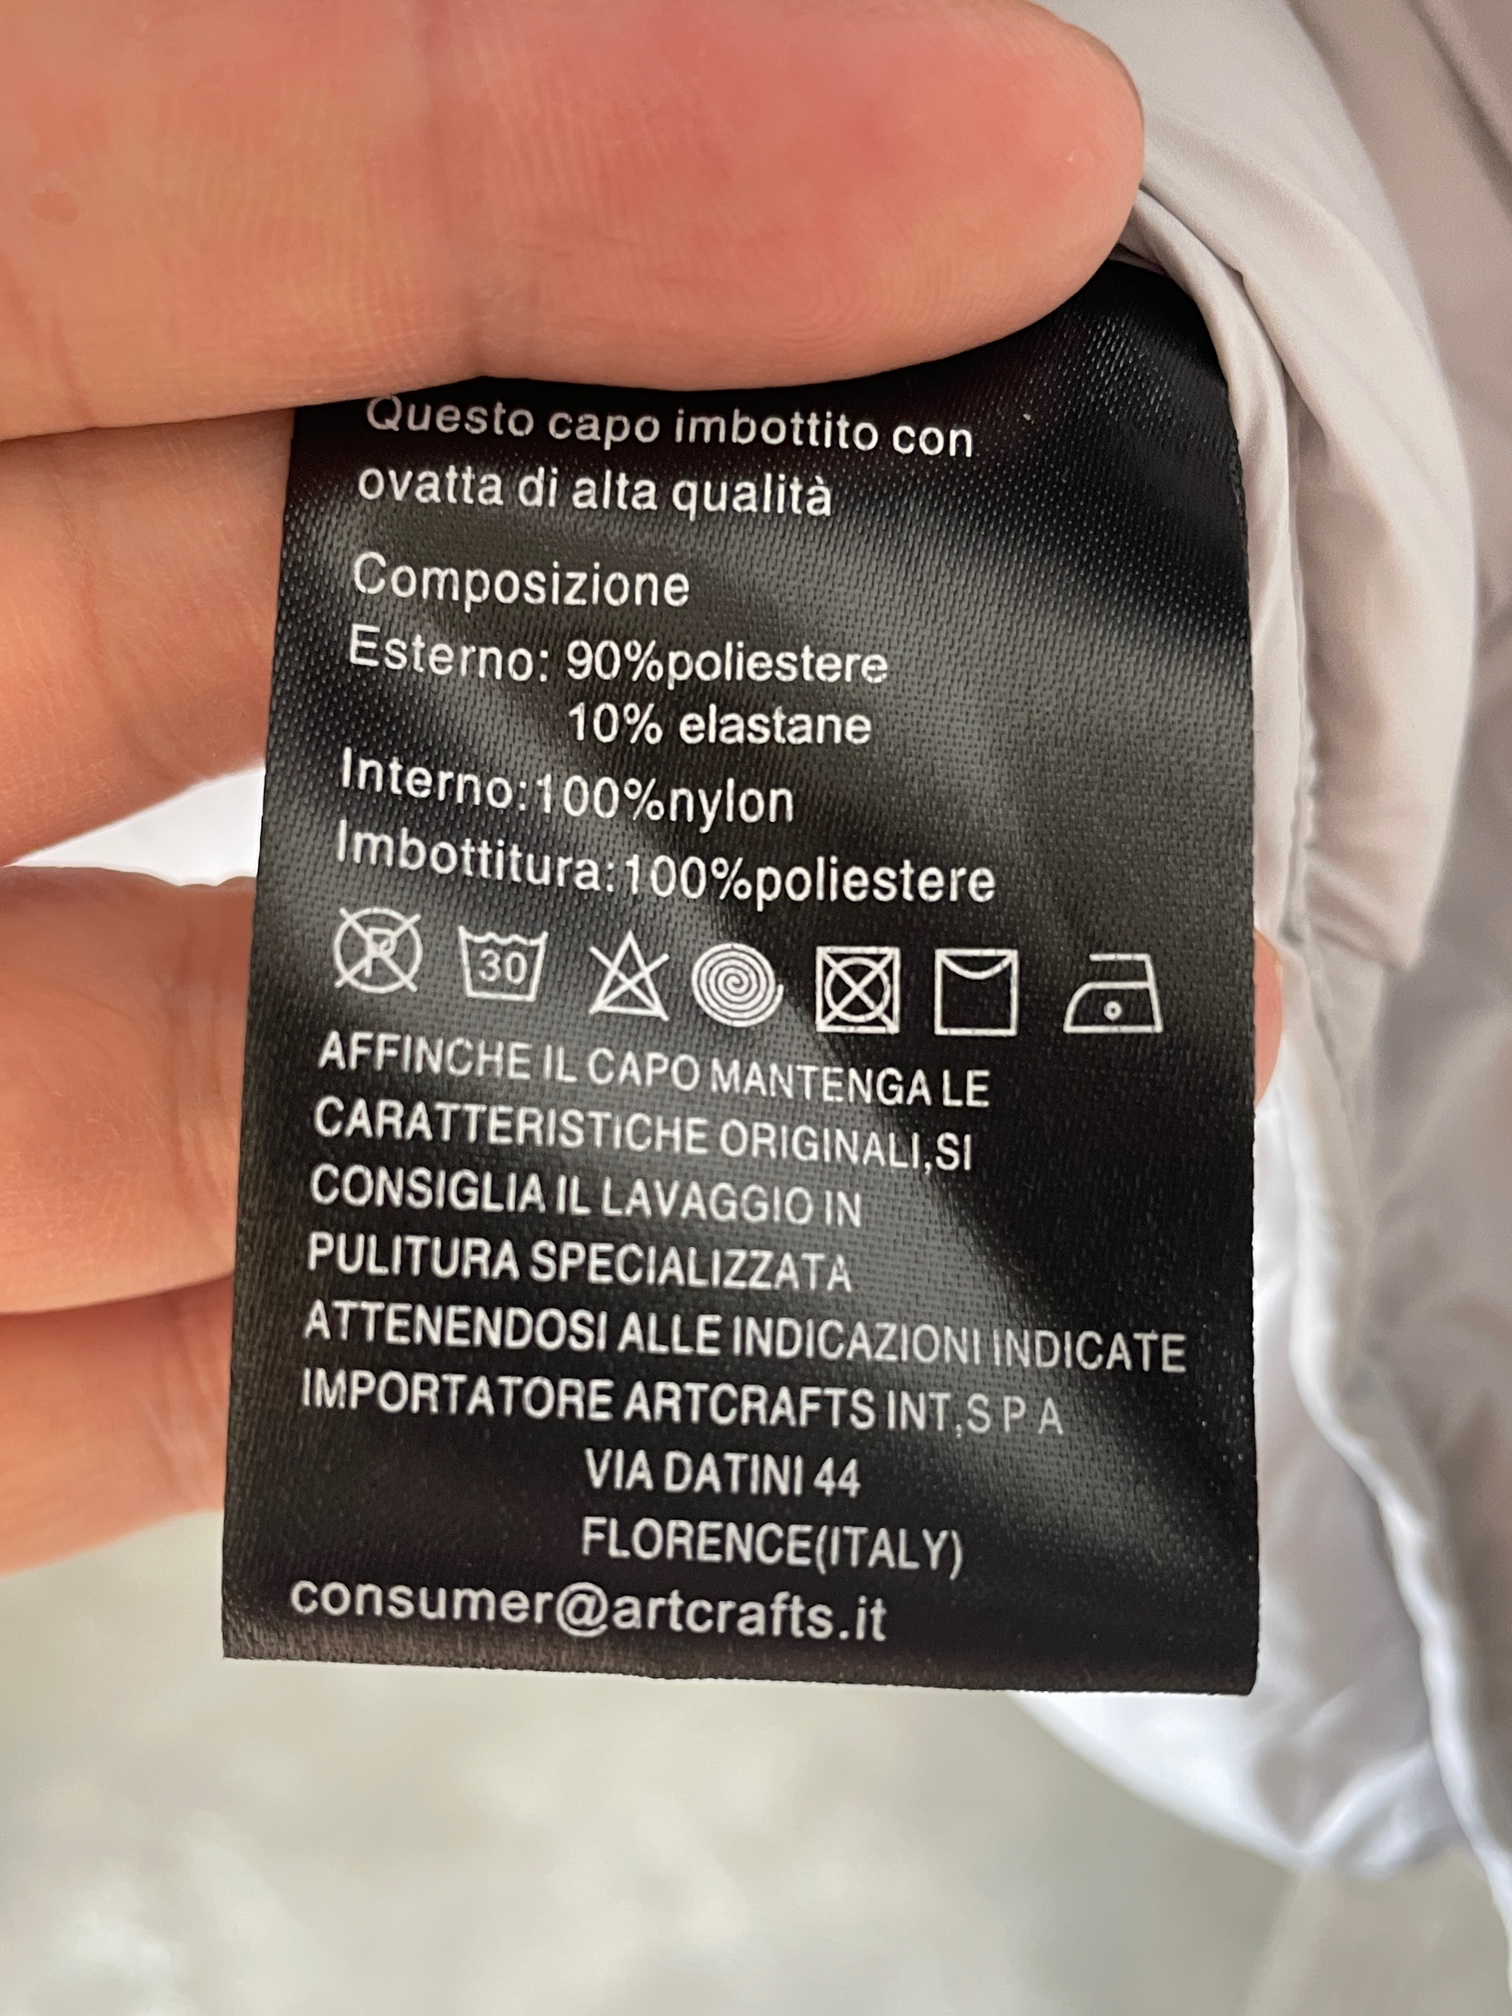 Questo capo imbottito con
ovatta di alta qualità
Composizione
Esterno: 90%poliestere
10% elastane
Interno:100%nylon
Imbottitura:100%poliestere
P 30
AFFINCHE IL CAPO MANTENGA LE
CARATTERISTICHE ORIGINALI,SI
CONSIGLIA IL LAVAGGIO IN
PULITURA SPECIALIZZATA
ATTENENDOSI ALLE INDICAZIONI INDICATE
IMPORTATORE ARTCRAFTS INT,S P A
VIA DATINI 44
FLORENCE(ITALY)
consumer@artcrafts.it